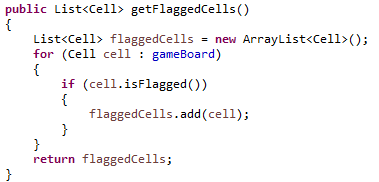 public List<Cell> getFlaggedCells()
{
    List<Cell> flaggedCells = new ArrayList<Cell>();
    for (Cell cell : gameBoard)
    {
        if (cell.isFlagged())
        {
            flaggedCells.add(cell);
        }
    }
    return flaggedCells;
}